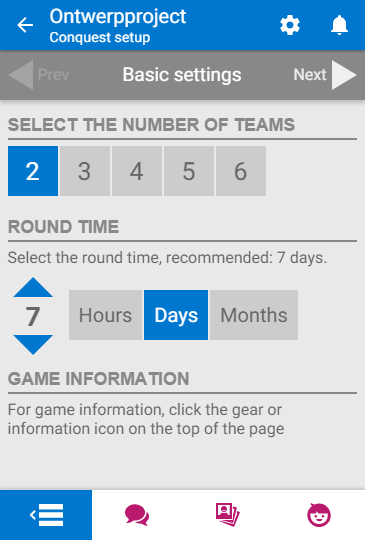 Ontwerpproject
Conquest setup
Prev
Basic settings
Next
SELECT THE NUMBER OF TEAMS
2 3 4 5 6
ROUND TIME
Select the round time, recommended: 7 days.
7
Hours Days Months
GAME INFORMATION
For game information, click the gear or
information icon on the top of the page